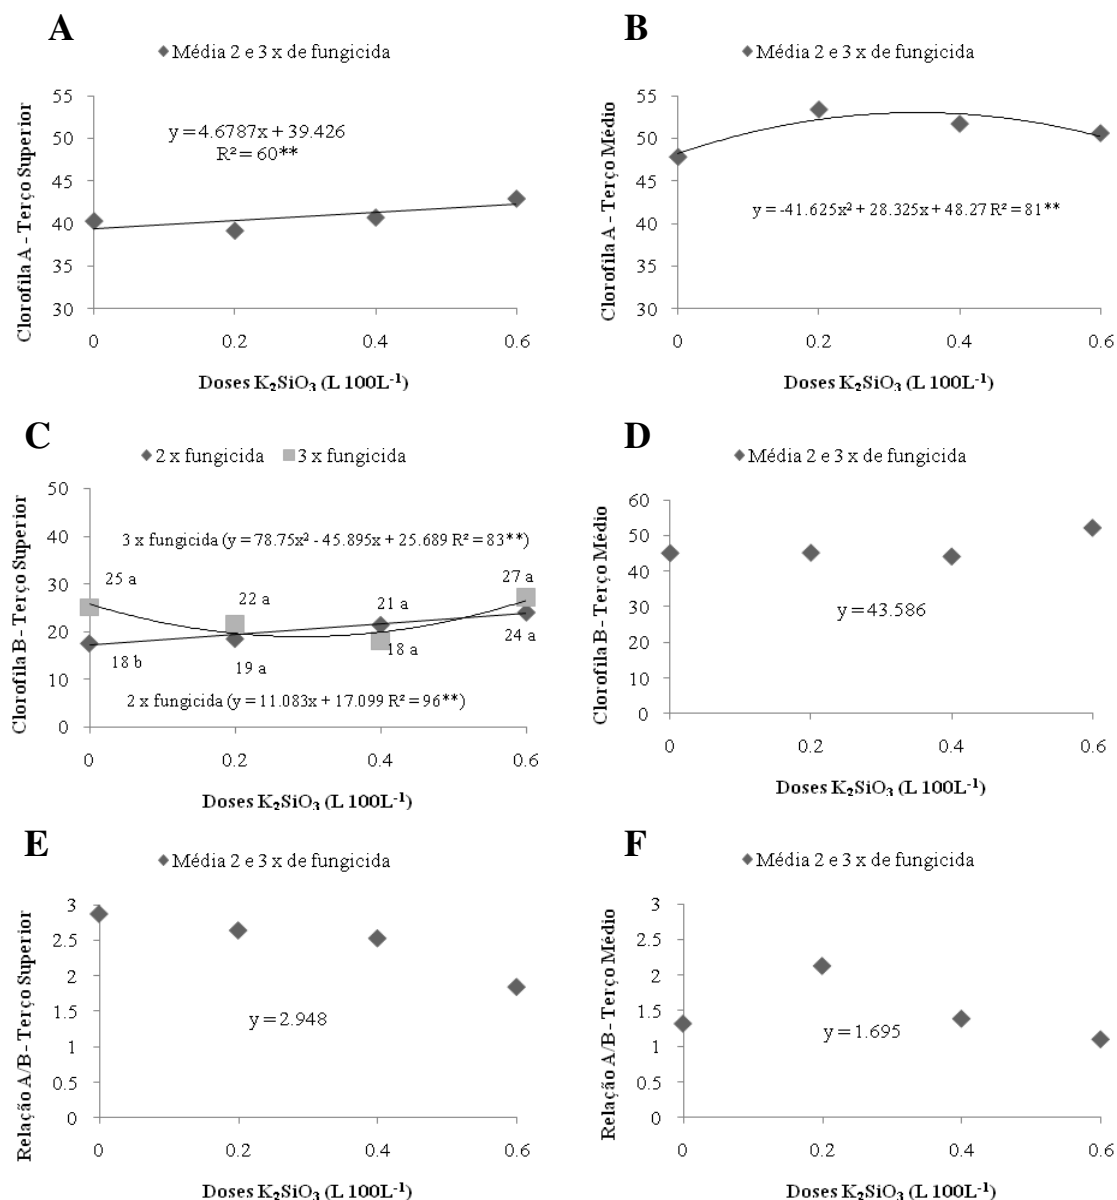 A
◆ Média 2 e 3 x de fungicida
Clorofila A - Terço Superior
55
50
45
40
35
30
y = 4.6787x + 39.426
R² = 60**
0 0.2 0.4 0.6
Doses K₂SiO₃ (L 100L⁻¹)
B
◆ Média 2 e 3 x de fungicida
Clorofila A - Terço Médio
55
50
45
40
35
30
y = -41.625x² + 28.325x + 48.27 R² = 81**
0 0.2 0.4 0.6
Doses K₂SiO₃ (L 100L⁻¹)
C
◆ 2 x fungicida ■ 3 x fungicida
Clorofila B - Terço Superior
50
40
30
20
10
0
3 x fungicida (y = 78.75x² - 45.895x + 25.689 R² = 83**)
25 a
22 a
21 a
27 a
18 b
19 a
18 a
24 a
2 x fungicida (y = 11.083x + 17.099 R² = 96**)
0 0.2 0.4 0.6
Doses K₂SiO₃ (L 100L⁻¹)
D
◆ Média 2 e 3 x de fungicida
Clorofila B - Terço Médio
60
50
40
30
20
10
0
y = 43.586
0 0.2 0.4 0.6
Doses K₂SiO₃ (L 100L⁻¹)
E
◆ Média 2 e 3 x de fungicida
Relação A/B - Terço Superior
3
2.5
2
1.5
1
0.5
0
y = 2.948
0 0.2 0.4 0.6
Doses K₂SiO₃ (L 100L⁻¹)
F
◆ Média 2 e 3 x de fungicida
Relação A/B - Terço Médio
3
2.5
2
1.5
1
0.5
0
y = 1.695
0 0.2 0.4 0.6
Doses K₂SiO₃ (L 100L⁻¹)